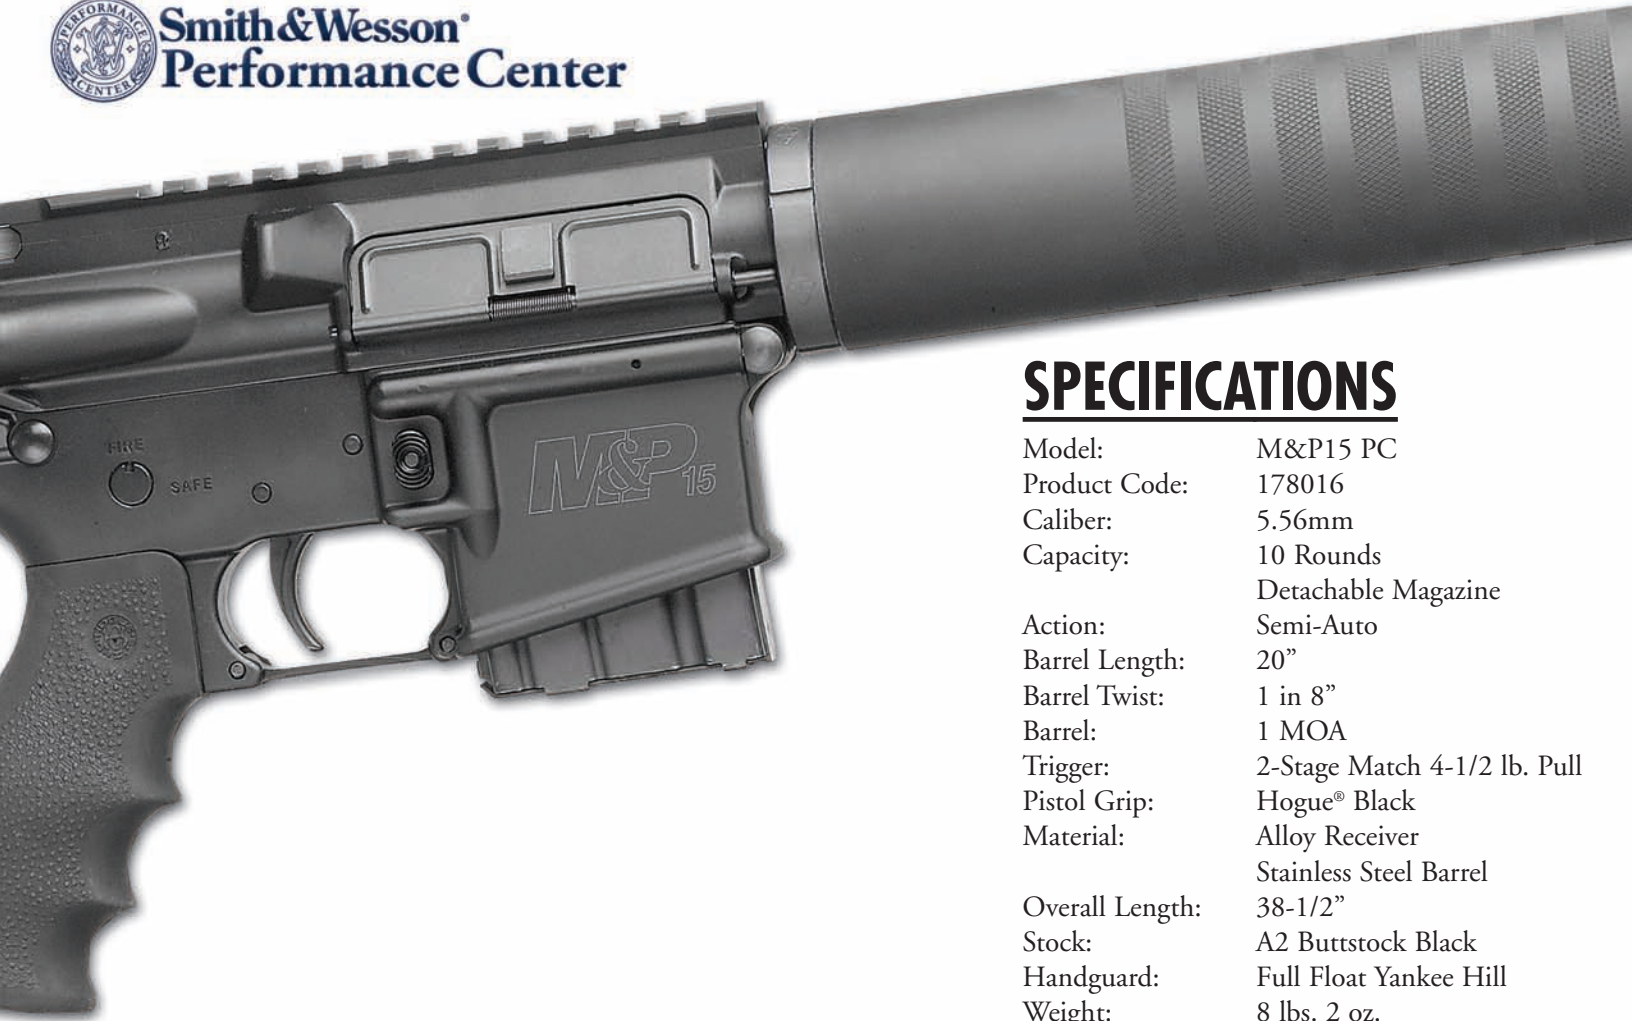 PERFORMANCE
CENTER
Smith&Wesson®
Performance Center
FIRE
SAFE
M&P15
SPECIFICATIONS
Model: M&P15 PC
Product Code: 178016
Caliber: 5.56mm
Capacity: 10 Rounds
Detachable Magazine
Action: Semi-Auto
Barrel Length: 20”
Barrel Twist: 1 in 8”
Barrel: 1 MOA
Trigger: 2-Stage Match 4-1/2 lb. Pull
Pistol Grip: Hogue® Black
Material: Alloy Receiver
Stainless Steel Barrel
Overall Length: 38-1/2”
Stock: A2 Buttstock Black
Handguard: Full Float Yankee Hill
Weight: 8 lbs. 2 oz.